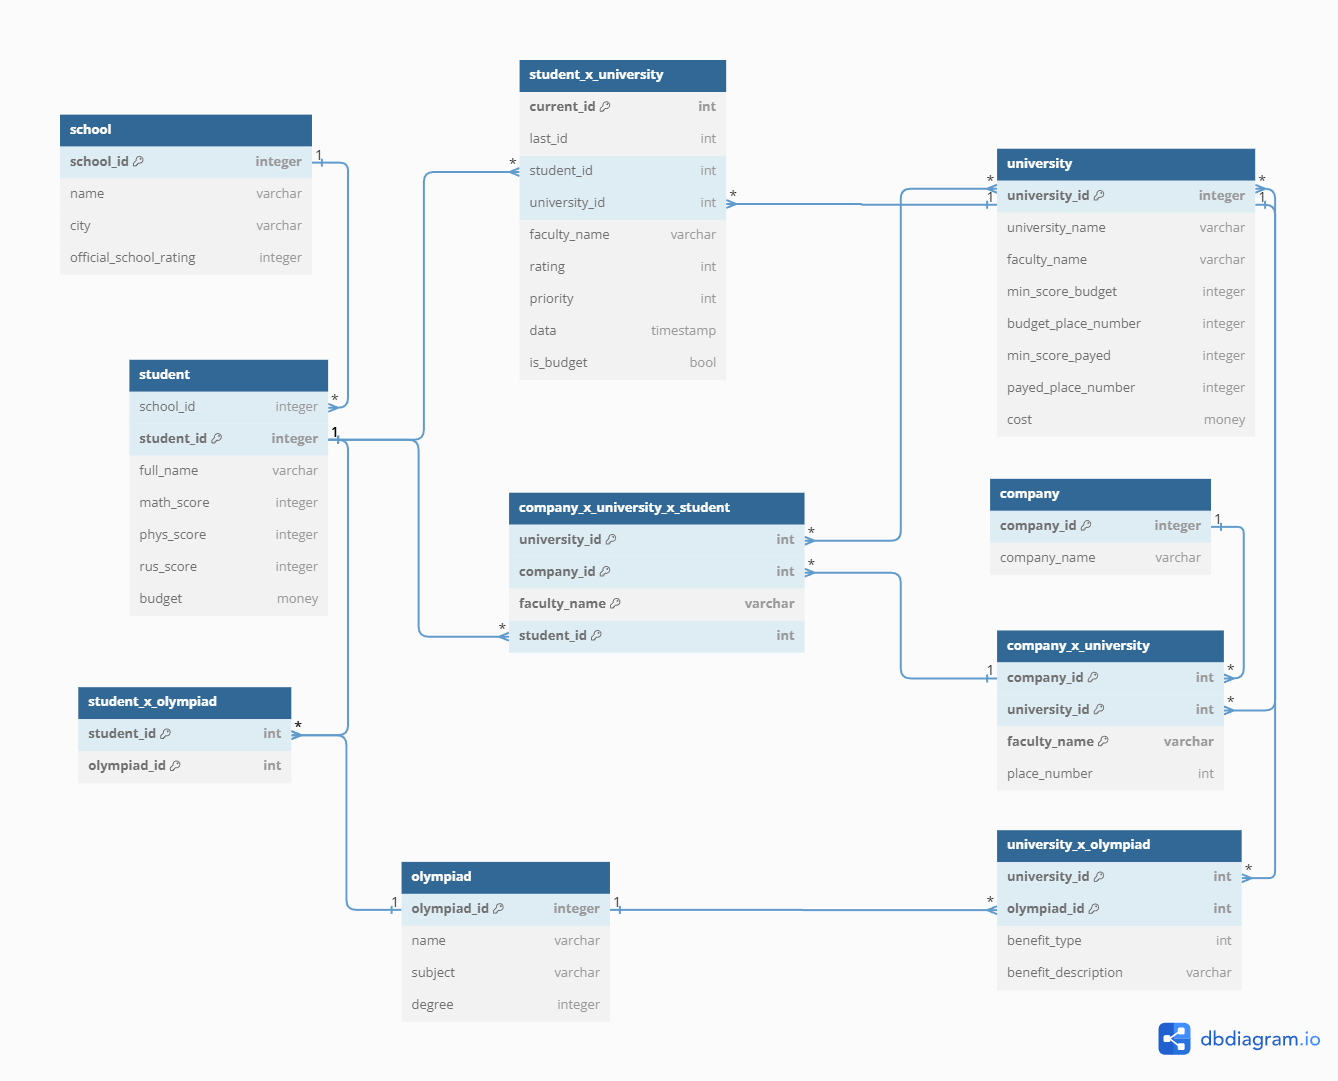 student_x_university
current_id int
last_id int
student_id int
university_id int
faculty_name varchar
rating int
priority int
data timestamp
is_budget bool
school
school_id integer
name varchar
city varchar
official_school_rating integer
university
university_id integer
university_name varchar
faculty_name varchar
min_score_budget integer
budget_place_number integer
min_score_payed integer
payed_place_number integer
cost money
student
school_id integer
student_id integer
full_name varchar
math_score integer
phys_score integer
rus_score integer
budget money
company_x_university_x_student
university_id int
company_id int
faculty_name varchar
student_id int
company
company_id integer
company_name varchar
company_x_university
company_id int
university_id int
faculty_name varchar
place_number int
student_x_olympiad
student_id int
olympiad_id int
olympiad
olympiad_id integer
name varchar
subject varchar
degree integer
university_x_olympiad
university_id int
olympiad_id int
benefit_type int
benefit_description varchar
1
*
1
*
*
*
1
*
1
*
*
*
1
1
*
*
*
1
1
*
*
dbdiagram.io